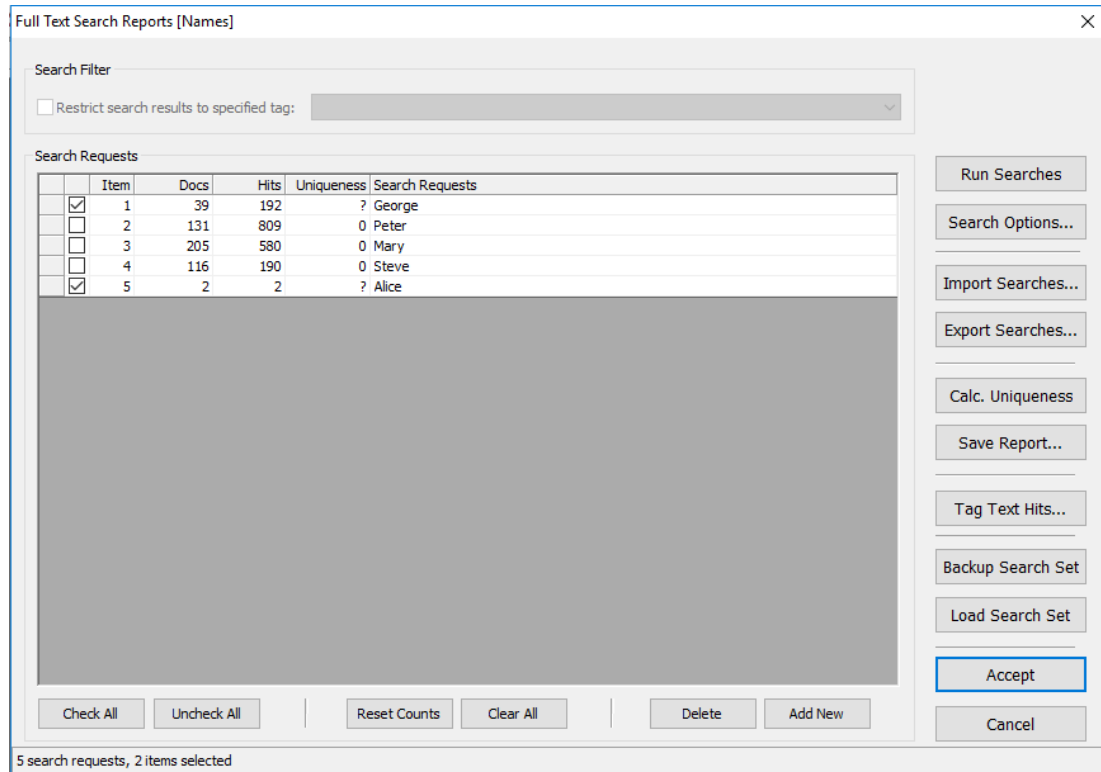 Full Text Search Reports [Names]
Search Filter
Restrict search results to specified tag:
Search Requests
Item Docs Hits Uniqueness Search Requests
1 39 192 ? George
2 131 809 0 Peter
3 205 580 0 Mary
4 116 190 0 Steve
5 2 2 ? Alice
Run Searches
Search Options...
Import Searches...
Export Searches...
Calc. Uniqueness
Save Report...
Tag Text Hits...
Backup Search Set
Load Search Set
Accept
Cancel
Check All Uncheck All Reset Counts Clear All Delete Add New
5 search requests, 2 items selected